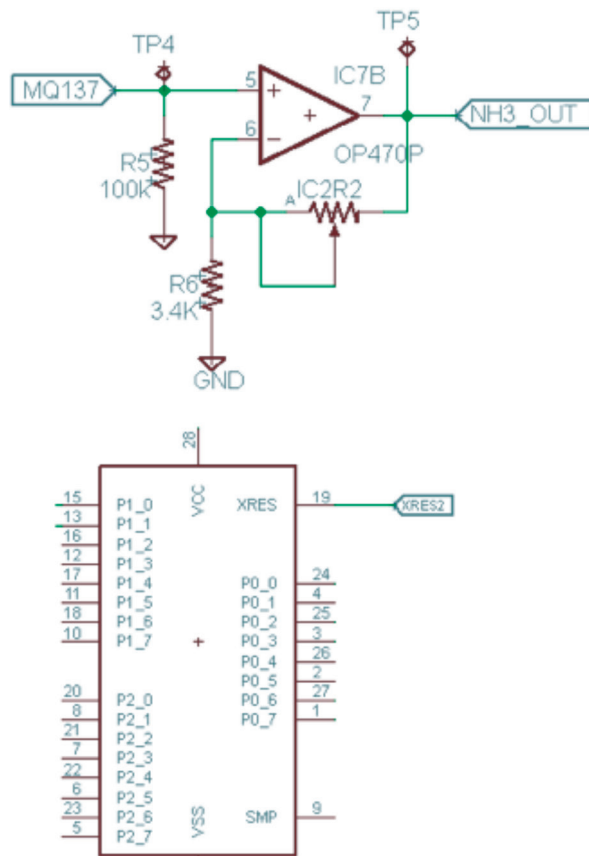 TP4
TP5
MQ137
5
IC7B
7
NH3_OUT
6
OP470P
R5
100K
A
IC2R2
R6
3.4K
GND
28
VCC
15 P1_0
13 P1_1
16 P1_2
12 P1_3
17 P1_4
11 P1_5
18 P1_6
10 P1_7
20 P2_0
8 P2_1
21 P2_2
7 P2_3
22 P2_4
6 P2_5
23 P2_6
5 P2_7
VSS
XRES 19 XRES2
P0_0 24
P0_1 4
P0_2 25
P0_3 3
P0_4 26
P0_5 2
P0_6 27
P0_7 1
SMP 9